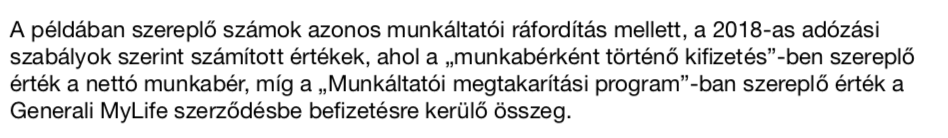 A példában szereplő számok azonos munkáltatói ráfordítás mellett, a 2018-as adózási
szabályok szerint számított értékek, ahol a „munkabérként történő kifizetés”-ben szereplő
érték a nettó munkabér, míg a „Munkáltatói megtakarítási program”-ban szereplő érték a
Generali MyLife szerződésbe befizetésre kerülő összeg.